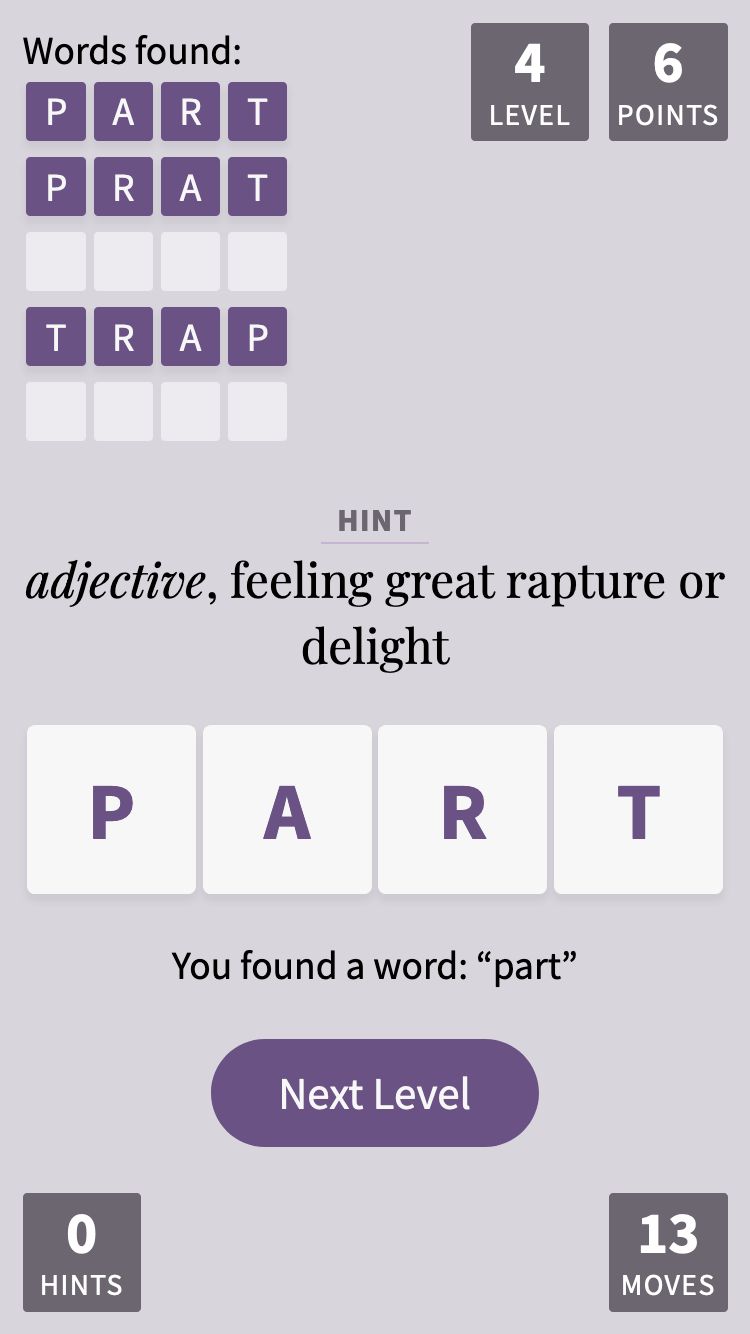 Words found:
4
LEVEL
6
POINTS
P A R T
P R A T
T R A P
HINT
adjective, feeling great rapture or
delight
P A R T
You found a word: “part”
Next Level
0
HINTS
13
MOVES